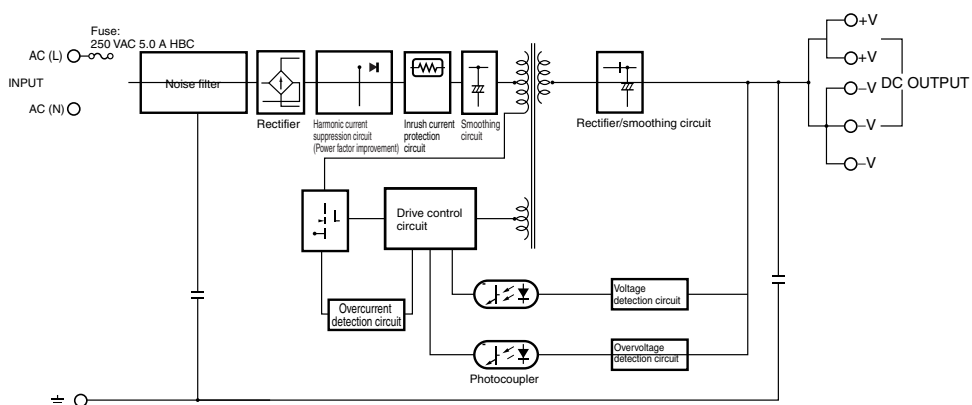 Fuse:
250 VAC 5.0 A HBC
AC (L)
INPUT
AC (N)
Noise filter
Rectifier
Harmonic current
suppression circuit
(Power factor improvement)
Inrush current
protection
circuit
Smoothing
circuit
Rectifier/smoothing circuit
+V
+V
–V
–V
–V
DC OUTPUT
Drive control
circuit
Overcurrent
detection circuit
Voltage
detection circuit
Overvoltage
detection circuit
Photocoupler